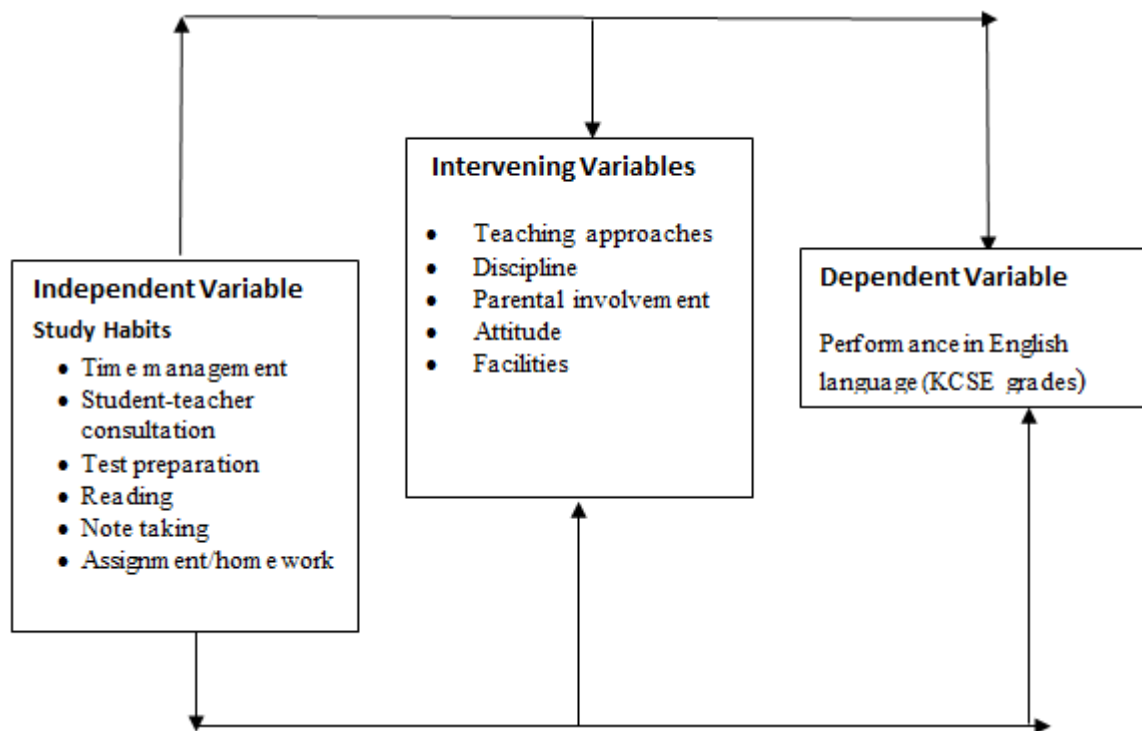 Independent Variable
Study Habits
• Time management
• Student-teacher
consultation
• Test preparation
• Reading
• Note taking
• Assignment/home work
Intervening Variables
• Teaching approaches
• Discipline
• Parental involvement
• Attitude
• Facilities
Dependent Variable
Performance in English
language (KCSE grades)